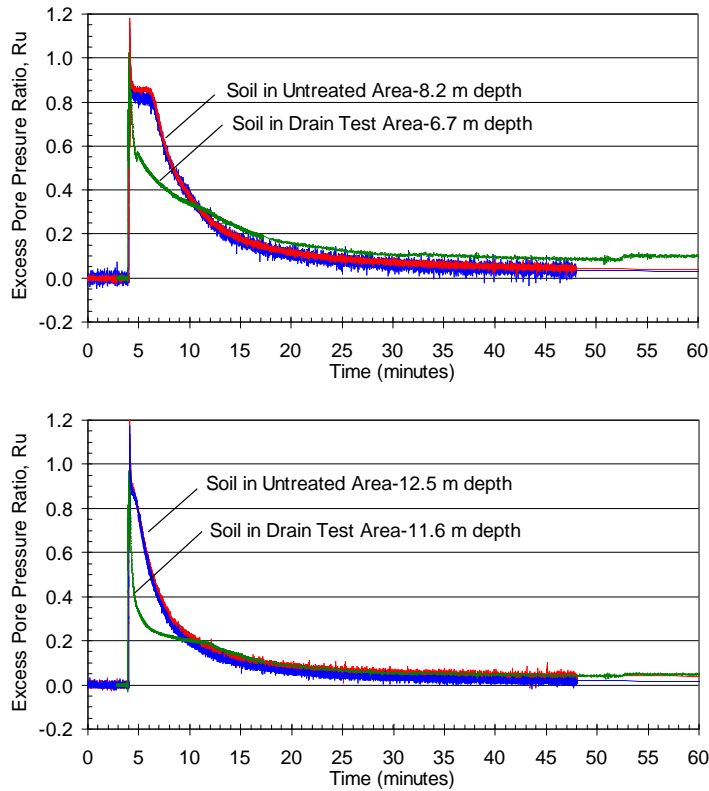 Excess Pore Presure Ratio, Ru
1.2
1.0
0.8
0.6
0.4
0.2
0.0
-0.2
Soil in Untreated Area-8.2 m depth
Soil in Drain Test Area-6.7 m depth
0 5 10 15 20 25 30 35 40 45 50 55 60
Time (minutes)
Excess Pore Pressure Ratio, Ru
1.2
1.0
0.8
0.6
0.4
0.2
0.0
-0.2
Soil in Untreated Area-12.5 m depth
Soil in Drain Test Area-11.6 m depth
0 5 10 15 20 25 30 35 40 45 50 55 60
Time (minutes)